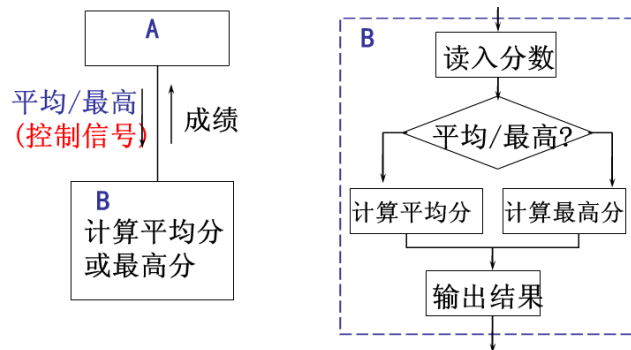 A
平均/最高
(控制信号)
成绩
B
计算平均分
或最高分
B
读入分数
平均/最高?
计算平均分
计算最高分
输出结果